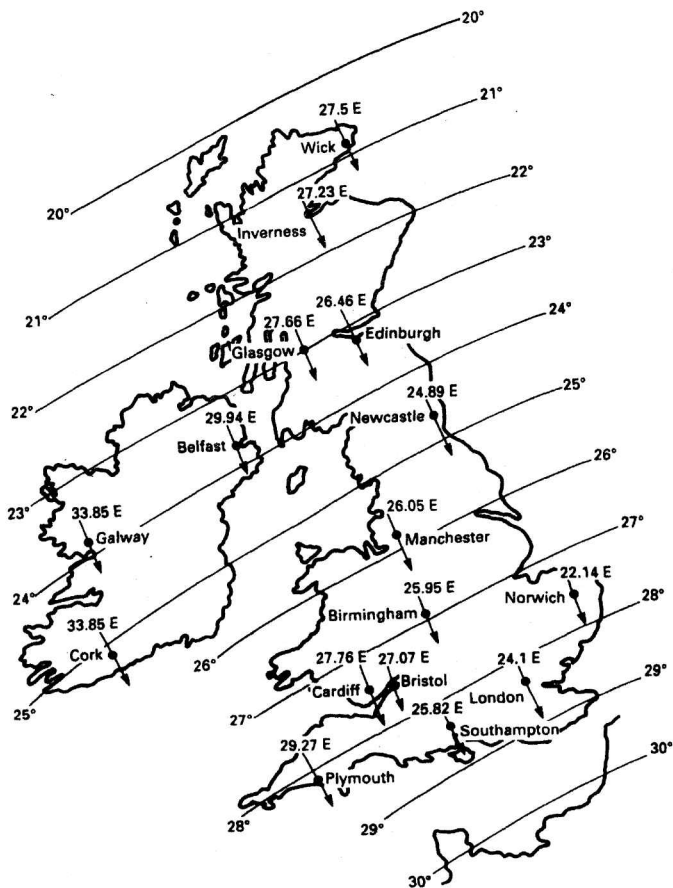 20°
21°
27.5 E
Wick
22°
27.23 E
20°
Inverness
23°
26.46 E
24°
21°
27.66 E
Edinburgh
Glasgow
25°
24.89 E
22°
29.94 E
Newcastle
Belfast
26°
23°
33.85 E
26.05 E
Galway
Manchester
27°
22.14 E
24°
25.95 E
Norwich
28°
Birmingham
33.85 E
Cork
26°
27.76 E
27.07 E
24.1 E
29°
Cardiff
Bristol
London
25°
27°
25.82 E
Southampton
29.27 E
30°
Plymouth
28°
29°
30°